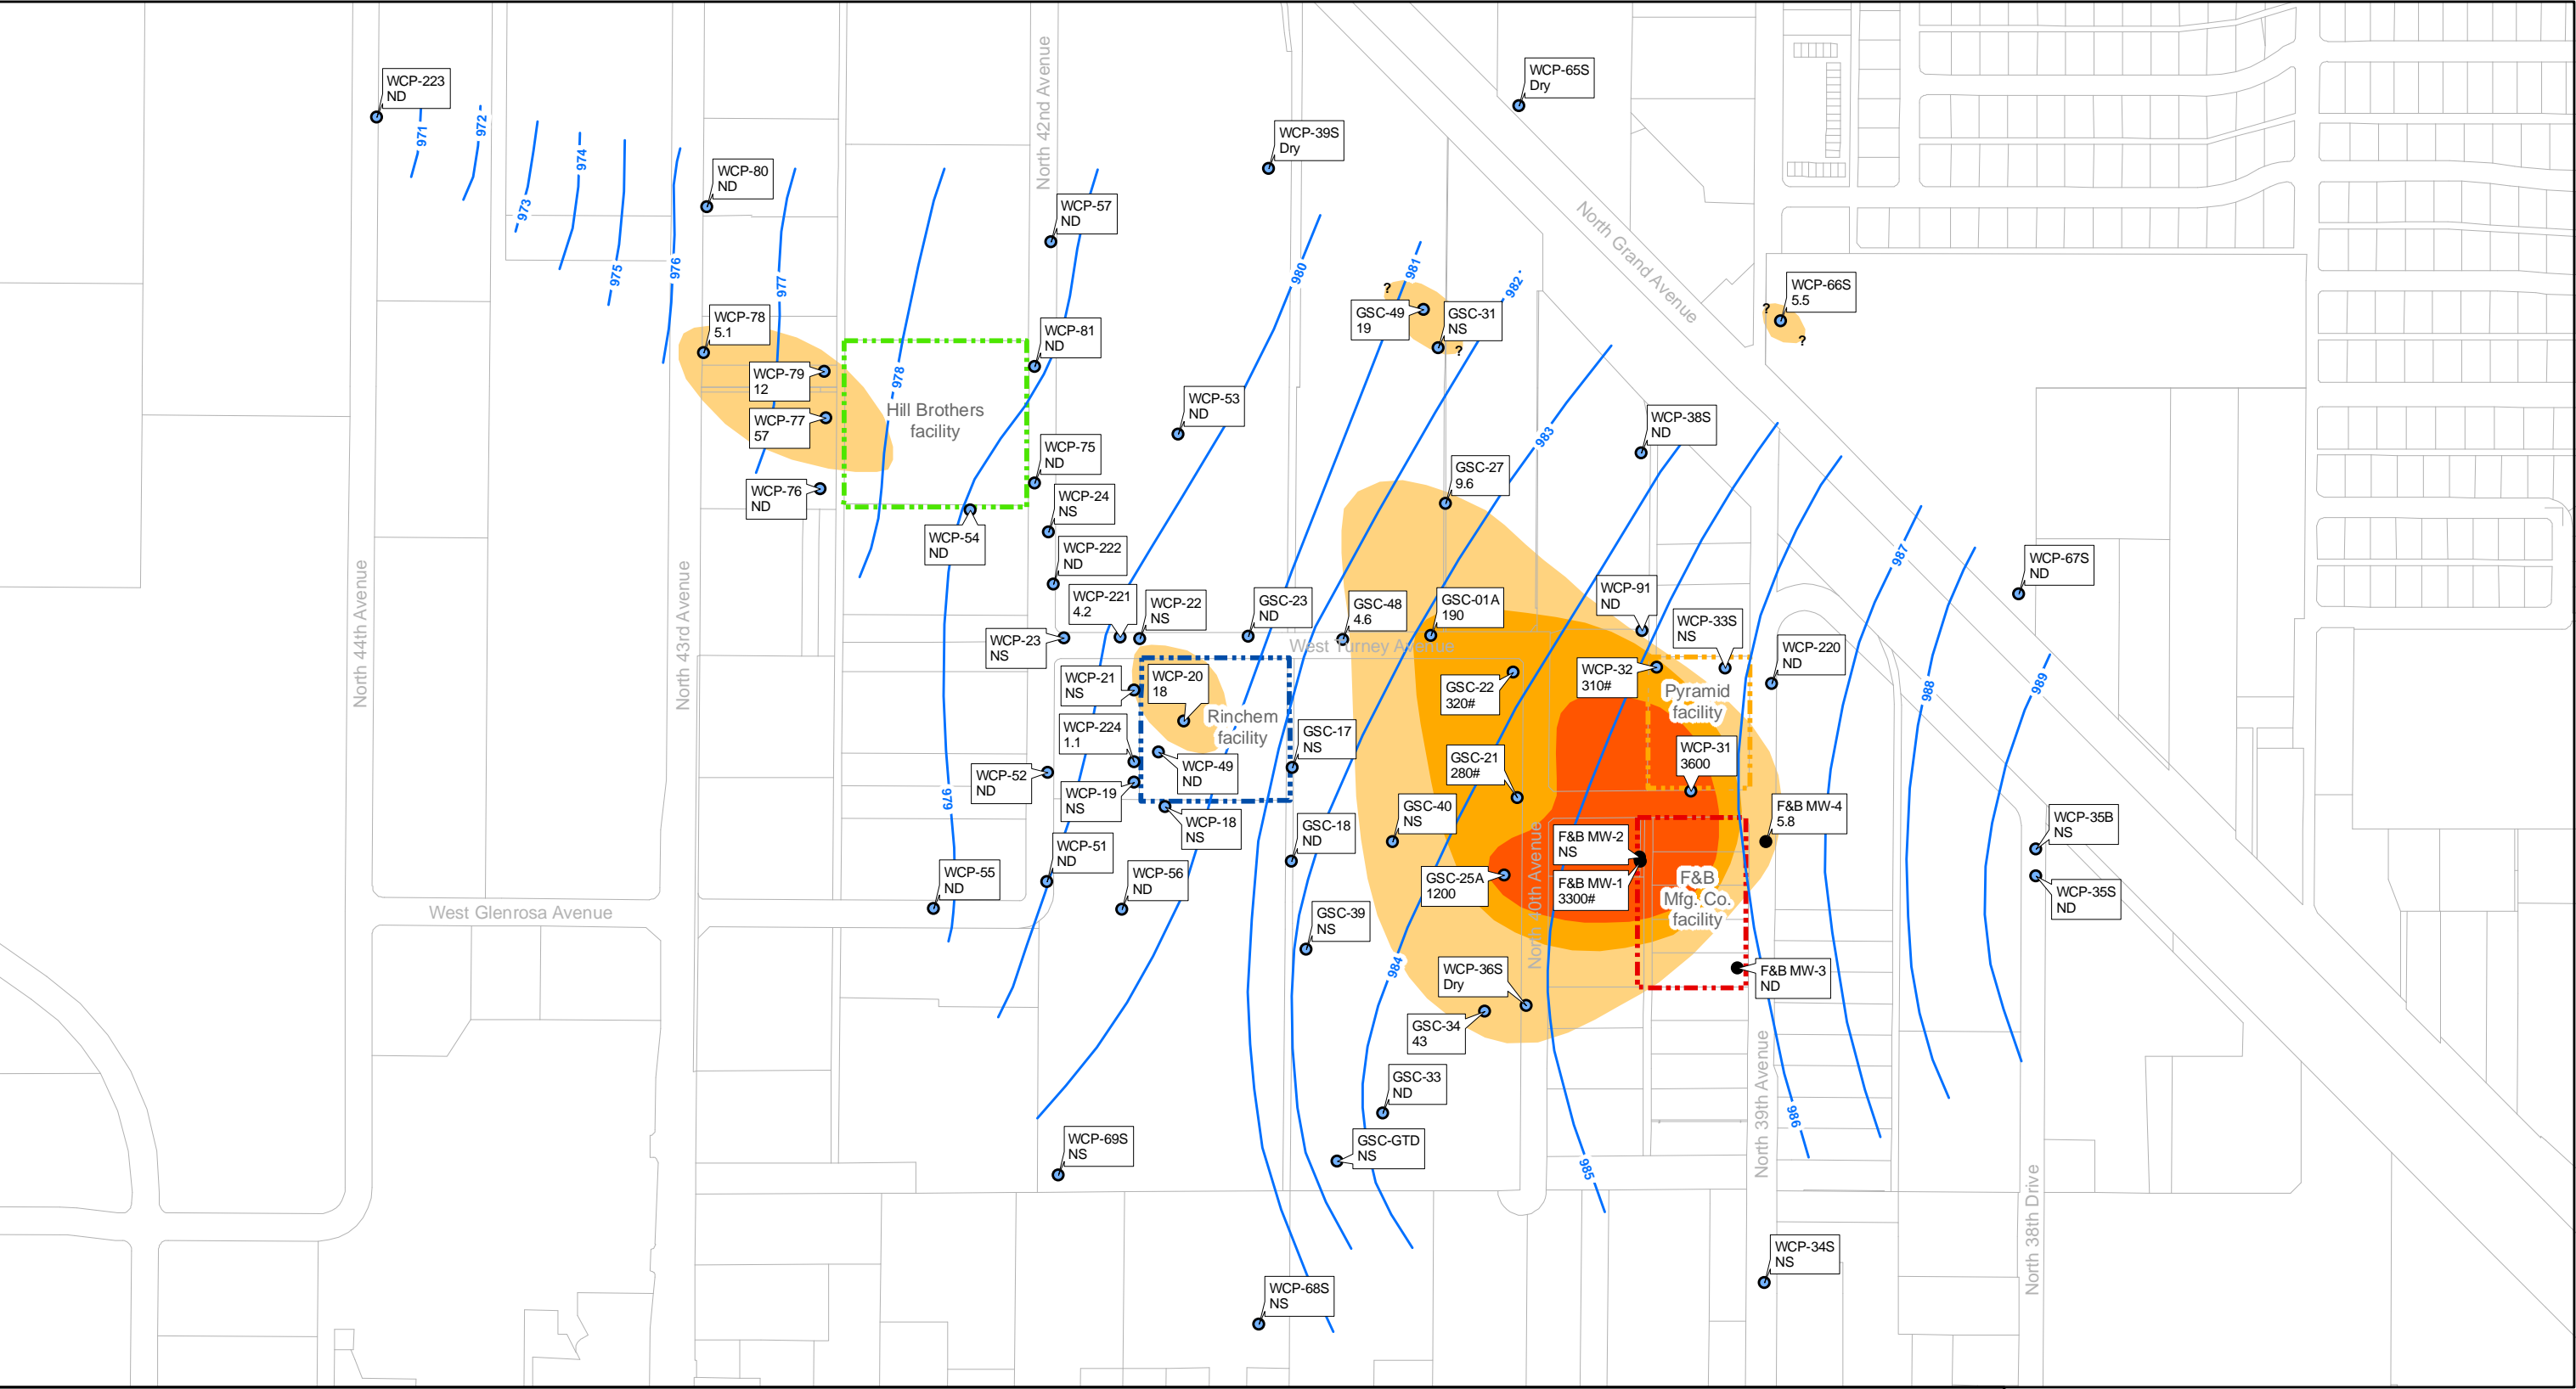 WCP-223
ND
971
972
973
974
975
976
WCP-80
ND
977
978
North 42nd Avenue
WCP-57
ND
WCP-39S
Dry
WCP-65S
Dry
North Grand Avenue
980
981
982
?
GSC-49
19
GSC-31
NS
?
WCP-66S
5.5
?
?
WCP-78
5.1
WCP-79
12
WCP-77
57
WCP-76
ND
Hill Brothers
facility
WCP-81
ND
WCP-53
ND
WCP-75
ND
WCP-24
NS
WCP-54
ND
WCP-222
ND
983
WCP-38S
ND
GSC-27
9.6
987
WCP-67S
ND
North 44th Avenue
North 43rd Avenue
WCP-221
4.2
WCP-22
NS
WCP-23
NS
GSC-23
ND
GSC-48
4.6
GSC-01A
190
West Turney Avenue
WCP-91
ND
WCP-33S
NS
WCP-32
310#
WCP-220
ND
WCP-21
NS
WCP-20
18
Rinchem
facility
GSC-22
320#
Pyramid
facility
988
989
WCP-224
1.1
WCP-49
ND
GSC-17
NS
GSC-21
280#
WCP-31
3600
WCP-52
ND
WCP-19
NS
WCP-18
NS
979
GSC-40
NS
GSC-18
ND
F&B MW-4
5.8
F&B MW-2
NS
F&B MW-1
3300#
F&B
Mfg. Co.
facility
WCP-35B
NS
WCP-35S
ND
WCP-51
ND
WCP-55
ND
WCP-56
ND
GSC-25A
1200
North 40th Avenue
West Glenrosa Avenue
GSC-39
NS
984
WCP-36S
Dry
F&B MW-3
ND
GSC-34
43
GSC-33
ND
North 39th Avenue
986
WCP-69S
NS
GSC-GTD
NS
985
North 38th Drive
WCP-34S
NS
WCP-68S
NS